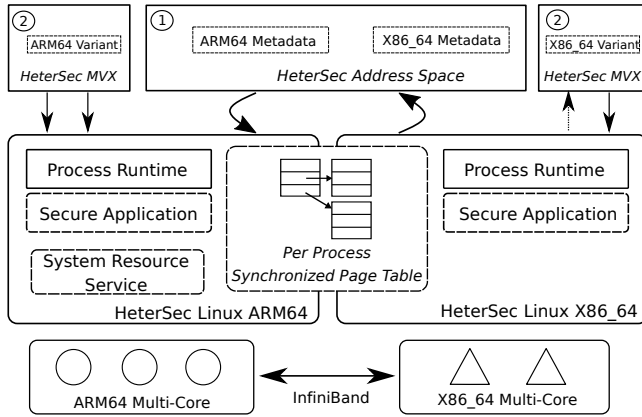 2
ARM64 Variant
HeterSec MVX
1
ARM64 Metadata
X86_64 Metadata
HeterSec Address Space
2
X86_64 Variant
HeterSec MVX
Process Runtime
Secure Application
System Resource
Service
HeterSec Linux ARM64
Per Process
Synchronized Page Table
Process Runtime
Secure Application
HeterSec Linux X86_64
ARM64 Multi-Core
InfiniBand
X86_64 Multi-Core